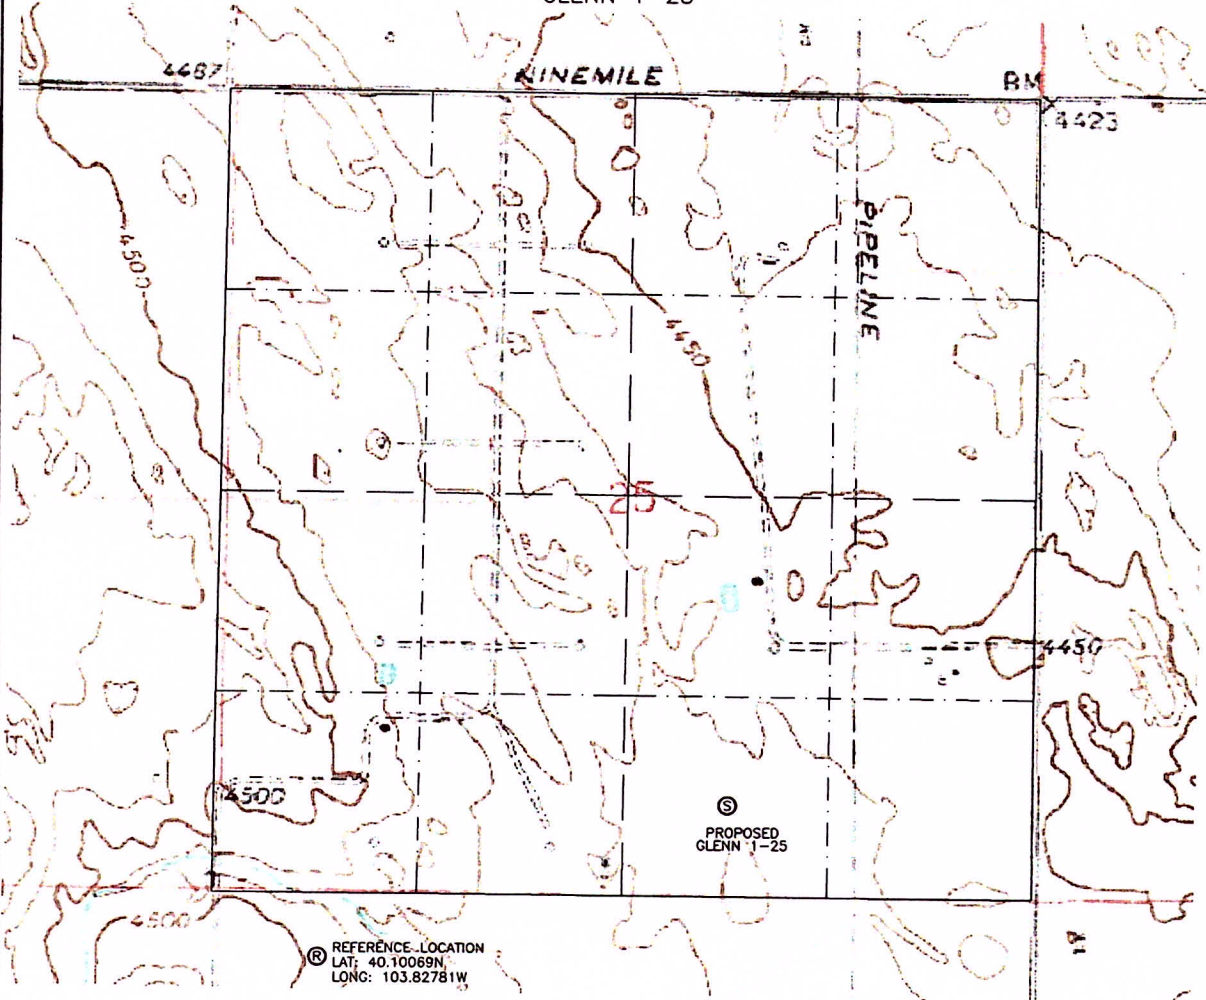 4487
NINEMILE
BM
4423
PIPELINE
4500
4450
25
4450
4500
PROPOSED
GLENN 1-25
4500
R REFERENCE LOCATION
LAT: 40.10069N
LONG: 103.82781W
S